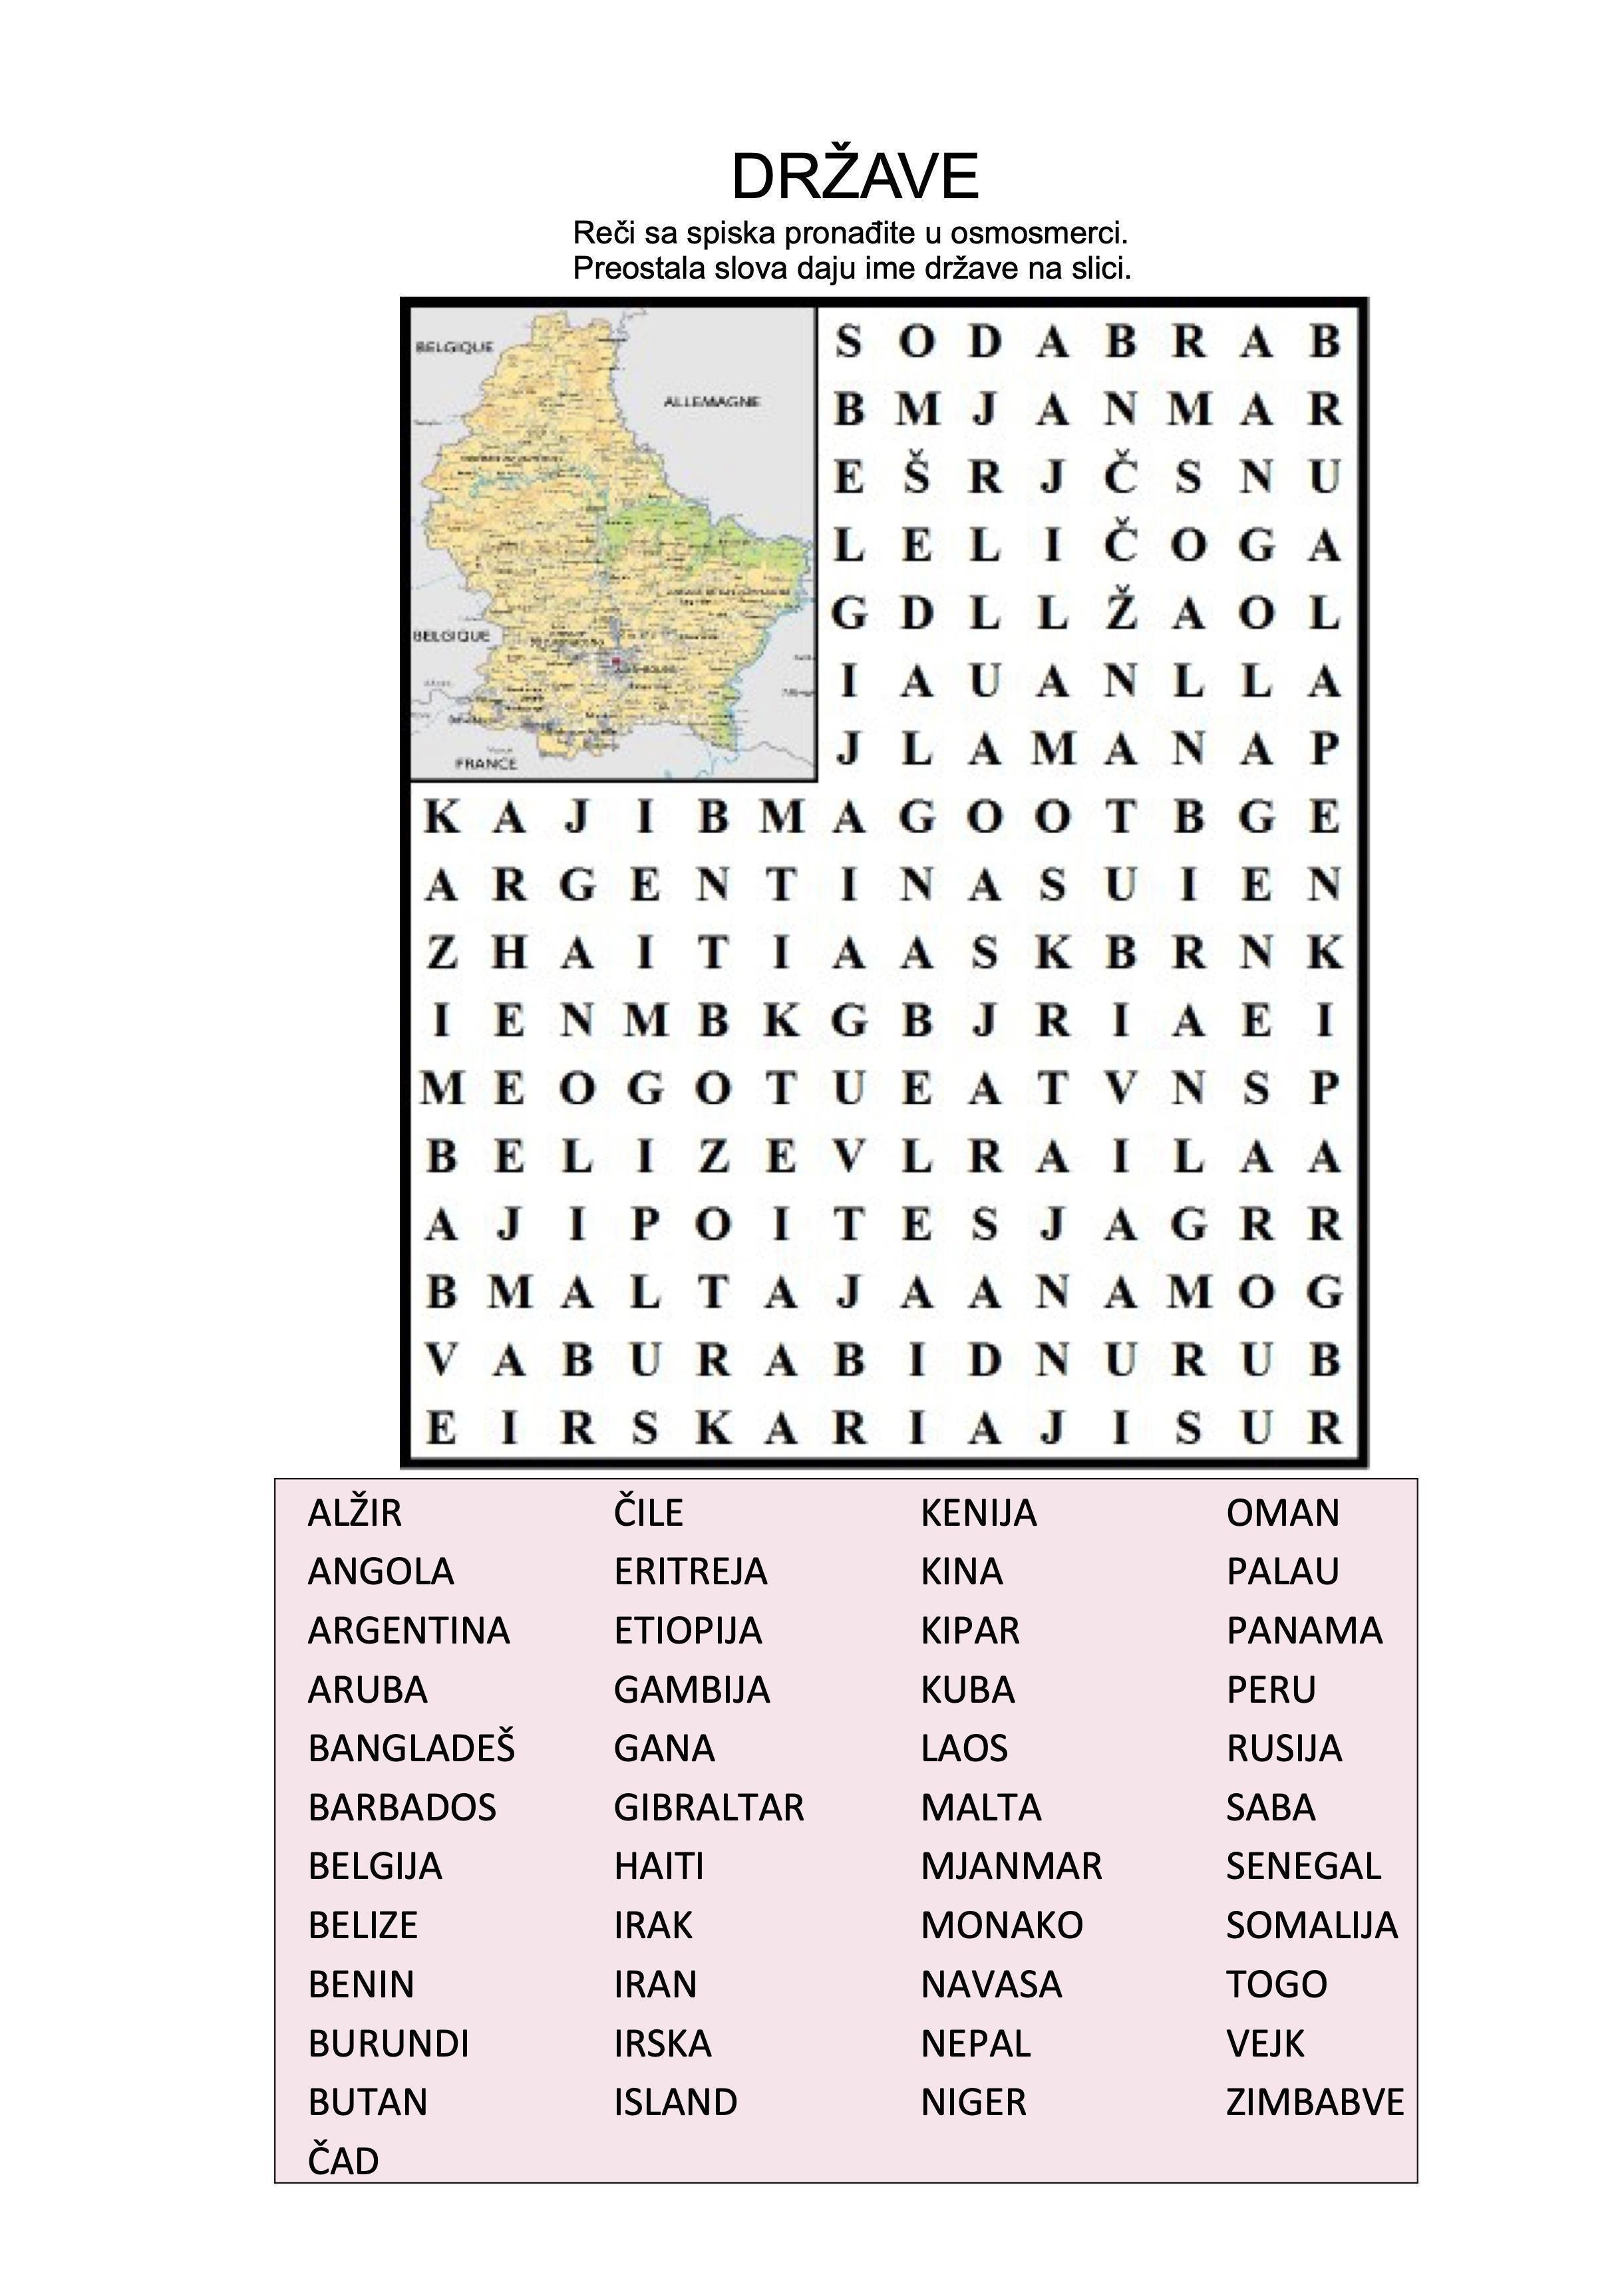 DRŽAVE
Reči sa spiska pronađite u osmosmerci.
Preostala slova daju ime države na slici.
BELGIQUE
ALLEMAGNE
BELGIQUE
FRANCE
S O D A B R A B
B M J A N M A R
E Š R J Č S N U
L E L I Č O G A
G D L L Ž A O L
I A U A N L L A
J L A M A N A P
K A J I B M A G O O T B G E
A R G E N T I N A S U I E N
Z H A I T I A A S K B R N K
I E N M B K G B J R I A E I
M E O G O T U E A T V N S P
B E L I Z E V L R A I L A A
A J I P O I T E S J A G R R
B M A L T A J A A N A M O G
V A B U R A B I D N U R U B
E I R S K A R I A J I S U R
ALŽIR ČILE KENIJA OMAN
ANGOLA ERITREJA KINA PALAU
ARGENTINA ETIOPIJA KIPAR PANAMA
ARUBA GAMBIJA KUBA PERU
BANGLADEŠ GANA LAOS RUSIJA
BARBADOS GIBRALTAR MALTA SABA
BELGIJA HAITI MJANMAR SENEGAL
BELIZE IRAK MONAKO SOMALIJA
BENIN IRAN NAVASA TOGO
BURUNDI IRSKA NEPAL VEJK
BUTAN ISLAND NIGER ZIMBABVE
ČAD